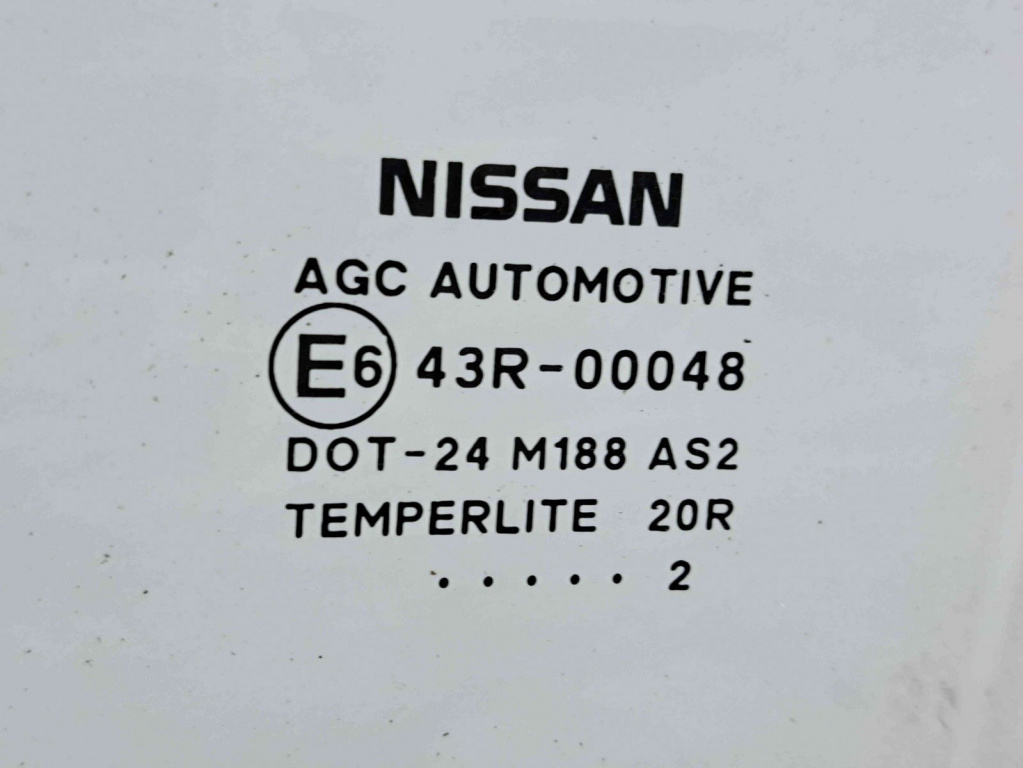 NISSAN
AGC AUTOMOTIVE
E6 43R-00048
DOT-24 M188 AS2
TEMPERLITE 20R
. . . . . 2